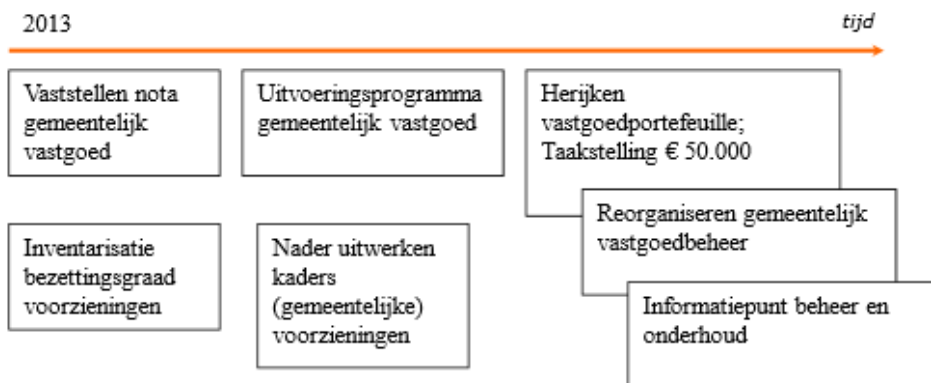 2013
tijd
Vaststellen nota
gemeentelijk
vastgoed
Uitvoeringsprogramma
gemeentelijk vastgoed
Herijken
vastgoedportefeuille;
Taakstelling € 50.000
Reorganiseren gemeentelijk
vastgoedbeheer
Informatiepunt beheer en
onderhoud
Inventarisatie
bezettingsgraad
voorzieningen
Nader uitwerken
kaders
(gemeentelijke)
voorzieningen